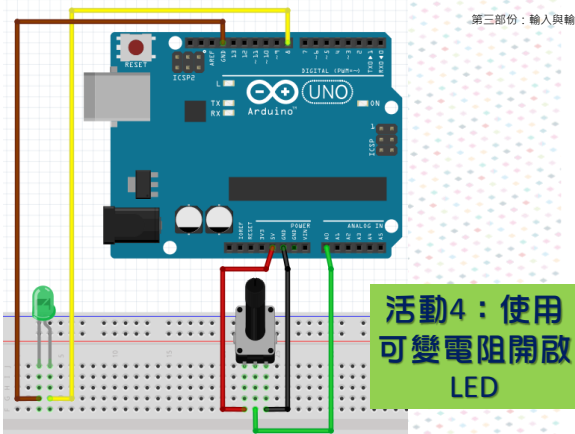 第三部份：輸入與輸
RESET
ICSP2
AREF
GND
13
12
~11
~10
~9
8
7
~6
~5
4
~3
2
TX0▶1
RX0◀0
DIGITAL (PWM=~)
L
TX
RX
Arduino™
UNO
ON
1
ICSP
IOREF
RESET
3V3
5V
GND
GND
VIN
POWER
ANALOG IN
A0
A1
A2
A3
A4
A5
活動4：使用
可變電阻開啟
LED